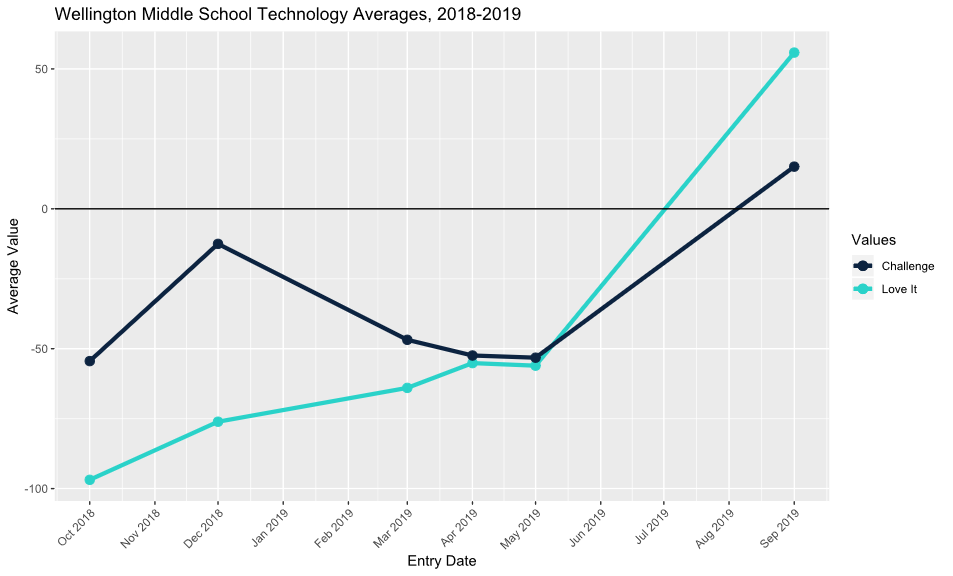 Wellington Middle School Technology Averages, 2018-2019
50
0
-50
-100
Average Value
Oct 2018
Nov 2018
Dec 2018
Jan 2019
Feb 2019
Mar 2019
Apr 2019
May 2019
Jun 2019
Jul 2019
Aug 2019
Sep 2019
Entry Date
Values
Challenge
Love It